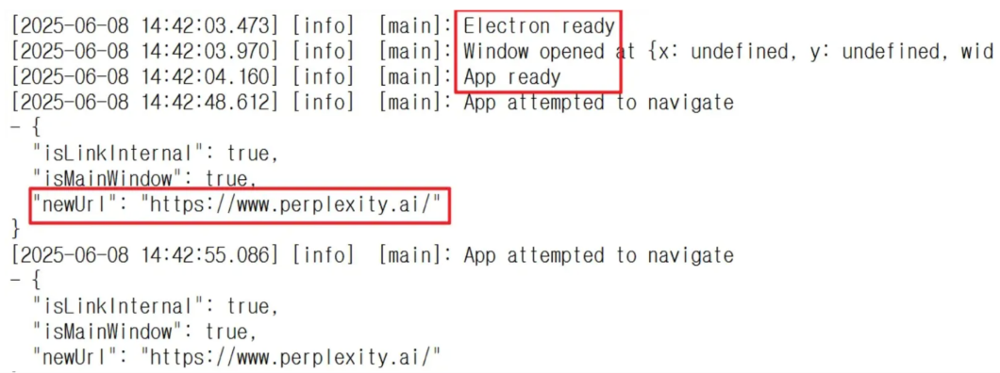 [2025-06-08 14:42:03.473] [info]  [main]: Electron ready
[2025-06-08 14:42:03.970] [info]  [main]: Window opened at {x: undefined, y: undefined, wid
[2025-06-08 14:42:04.160] [info]  [main]: App ready
[2025-06-08 14:42:48.612] [info]  [main]: App attempted to navigate
- {
  "isLinkInternal": true,
  "isMainWindow": true,
  "newUrl": "https://www.perplexity.ai/"
}
[2025-06-08 14:42:55.086] [info]  [main]: App attempted to navigate
- {
  "isLinkInternal": true,
  "isMainWindow": true,
  "newUrl": "https://www.perplexity.ai/"